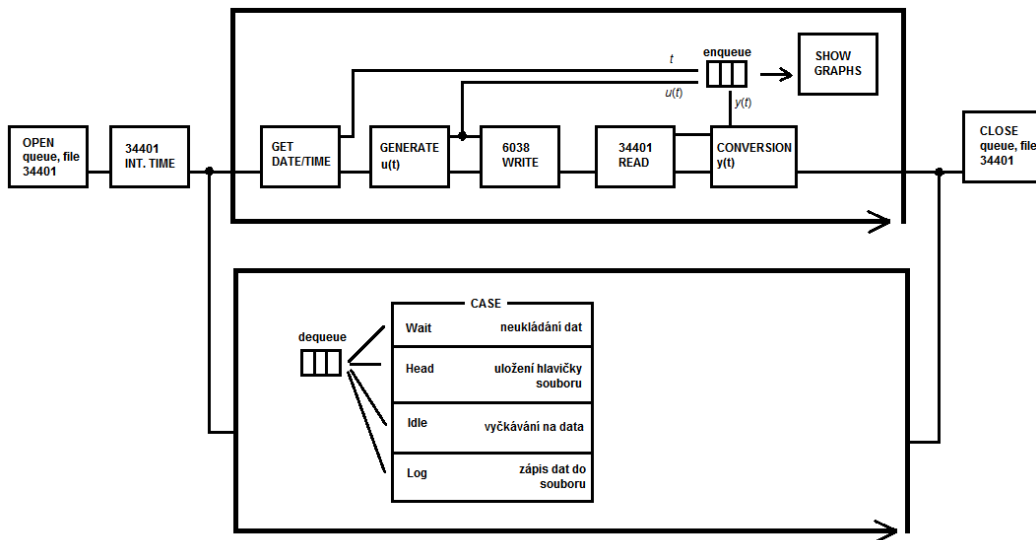 enqueue
SHOW
GRAPHS
t
u(t)
y(t)
OPEN
queue, file
34401
34401
INT. TIME
GET
DATE/TIME
GENERATE
u(t)
6038
WRITE
34401
READ
CONVERSION
y(t)
CLOSE
queue, file
34401
CASE
dequeue
Wait
neukládání dat
Head
uložení hlavičky
souboru
Idle
vyčkávání na data
Log
zápis dat do
souboru